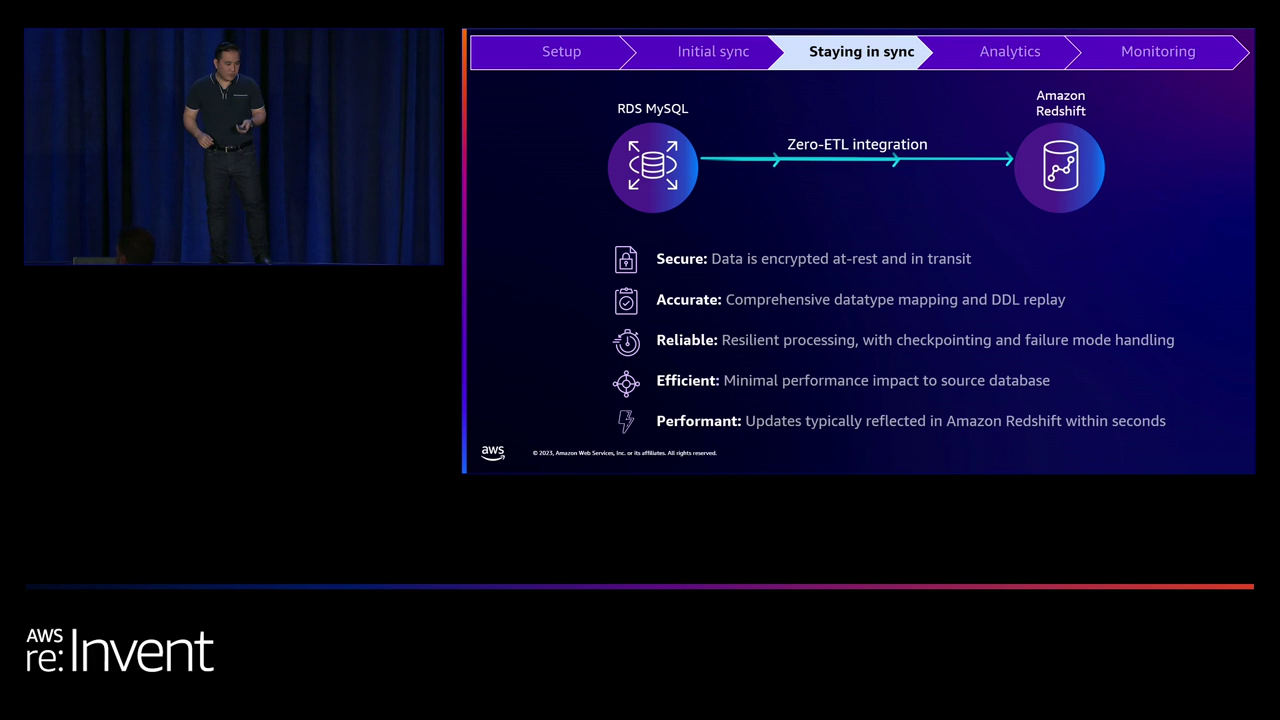 Setup
Initial sync
Staying in sync
Analytics
Monitoring
RDS MySQL
Zero-ETL integration
Amazon
Redshift
Secure: Data is encrypted at-rest and in transit
Accurate: Comprehensive datatype mapping and DDL replay
Reliable: Resilient processing, with checkpointing and failure mode handling
Efficient: Minimal performance impact to source database
Performant: Updates typically reflected in Amazon Redshift within seconds
aws
© 2023, Amazon Web Services, Inc. or its affiliates. All rights reserved.
AWS
re:Invent